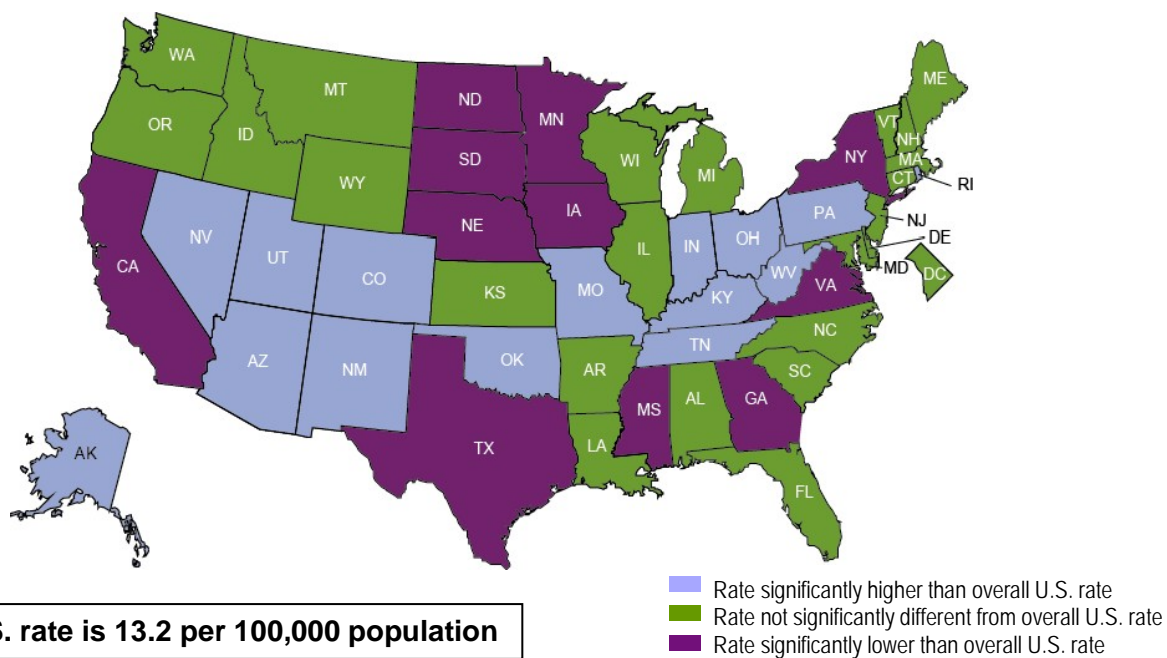 WA
MT
ND
MN
ME
OR
ID
VT
NH
WI
NY
MA
SD
MI
CT
WY
RI
IA
PA
NE
NJ
OH
IN
NV
DE
IL
UT
CA
CO
MD
DC
WV
VA
KS
MO
KY
NC
TN
AZ
OK
NM
AR
SC
MS
AL
GA
TX
LA
AK
FL
Rate significantly higher than overall U.S. rate
Rate not significantly different from overall U.S. rate
Rate significantly lower than overall U.S. rate
S. rate is 13.2 per 100,000 population